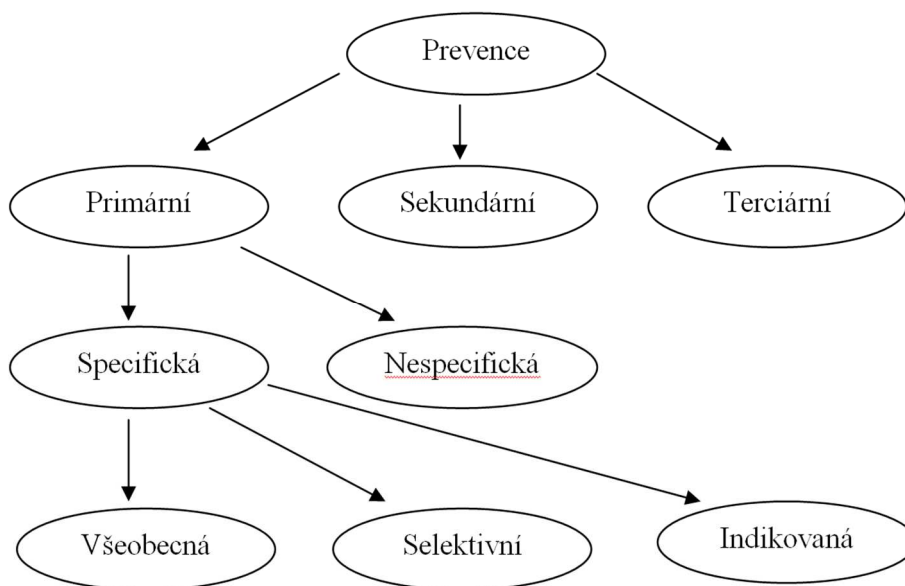 Prevence
Primární
Sekundární
Terciární
Specifická
Nespecifická
Všeobecná
Selektivní
Indikovaná